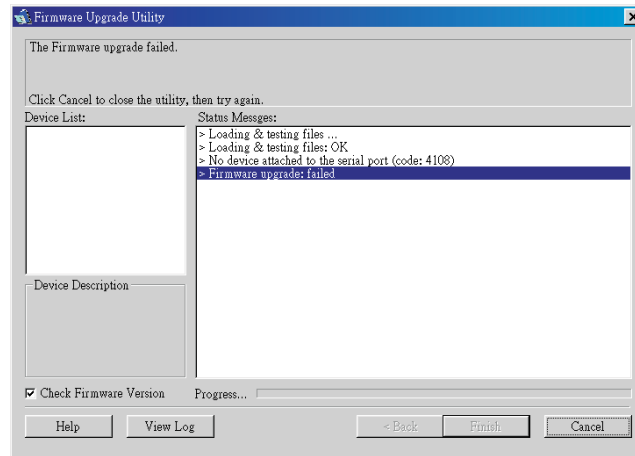 Firmware Upgrade Utility
The Firmware upgrade failed.
Click Cancel to close the utility, then try again.
Device List:
Status Messges:
> Loading & testing files ...
> Loading & testing files: OK
> No device attached to the serial port (code: 4108)
> Firmware upgrade: failed
Device Description
Check Firmware Version
Progress...
Help
View Log
< Back
Finish
Cancel